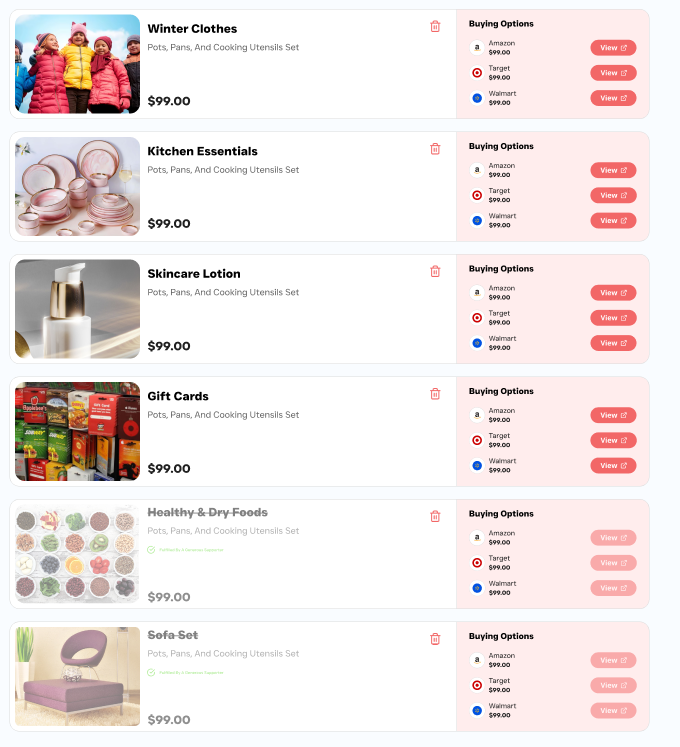 Winter Clothes
Pots, Pans, And Cooking Utensils Set
$99.00
Buying Options
Amazon
$99.00
View
Target
$99.00
View
Walmart
$99.00
View
Kitchen Essentials
Pots, Pans, And Cooking Utensils Set
$99.00
Buying Options
Amazon
$99.00
View
Target
$99.00
View
Walmart
$99.00
View
Skincare Lotion
Pots, Pans, And Cooking Utensils Set
$99.00
Buying Options
Amazon
$99.00
View
Target
$99.00
View
Walmart
$99.00
View
Gift Cards
Pots, Pans, And Cooking Utensils Set
$99.00
Buying Options
Amazon
$99.00
View
Target
$99.00
View
Walmart
$99.00
View
Healthy & Dry Foods
Pots, Pans, And Cooking Utensils Set
$99.00
Buying Options
Amazon
$99.00
View
Target
$99.00
View
Walmart
$99.00
View
Sofa Set
Pots, Pans, And Cooking Utensils Set
$99.00
Buying Options
Amazon
$99.00
View
Target
$99.00
View
Walmart
$99.00
View